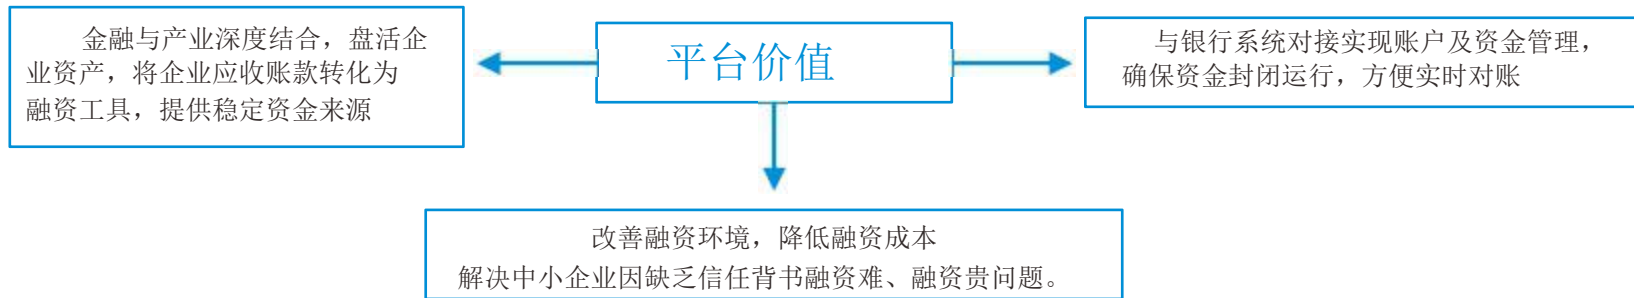 金融与产业深度结合，盘活企
业资产，将企业应收账款转化为
融资工具，提供稳定资金来源
平台价值
与银行系统对接实现账户及资金管理，
确保资金封闭运行，方便实时对账
改善融资环境，降低融资成本
解决中小企业因缺乏信任背书融资难、融资贵问题。